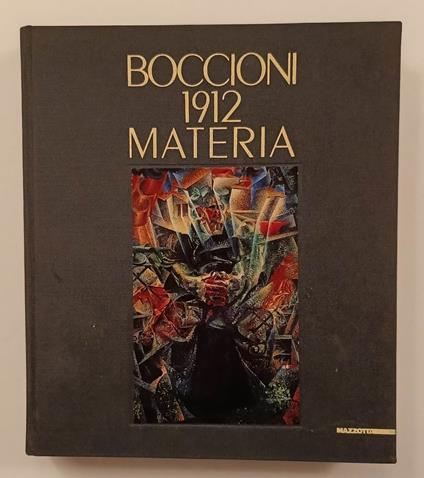 BOCCIONI
1912
MATERIA
MAZZOTTA